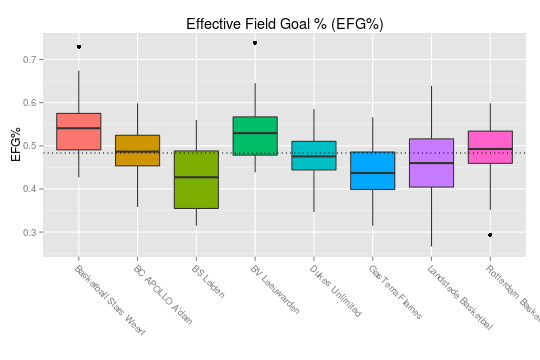 Effective Field Goal % (EFG%)
EFG%
0.7
0.6
0.5
0.4
0.3
Basketball Stars Weert
BC APOLLO A'dam
BS Leiden
BV Leeuwarden
Dukes Unlimited
GasTerra Flames
Landstede Basketbal
Rotterdam Baske